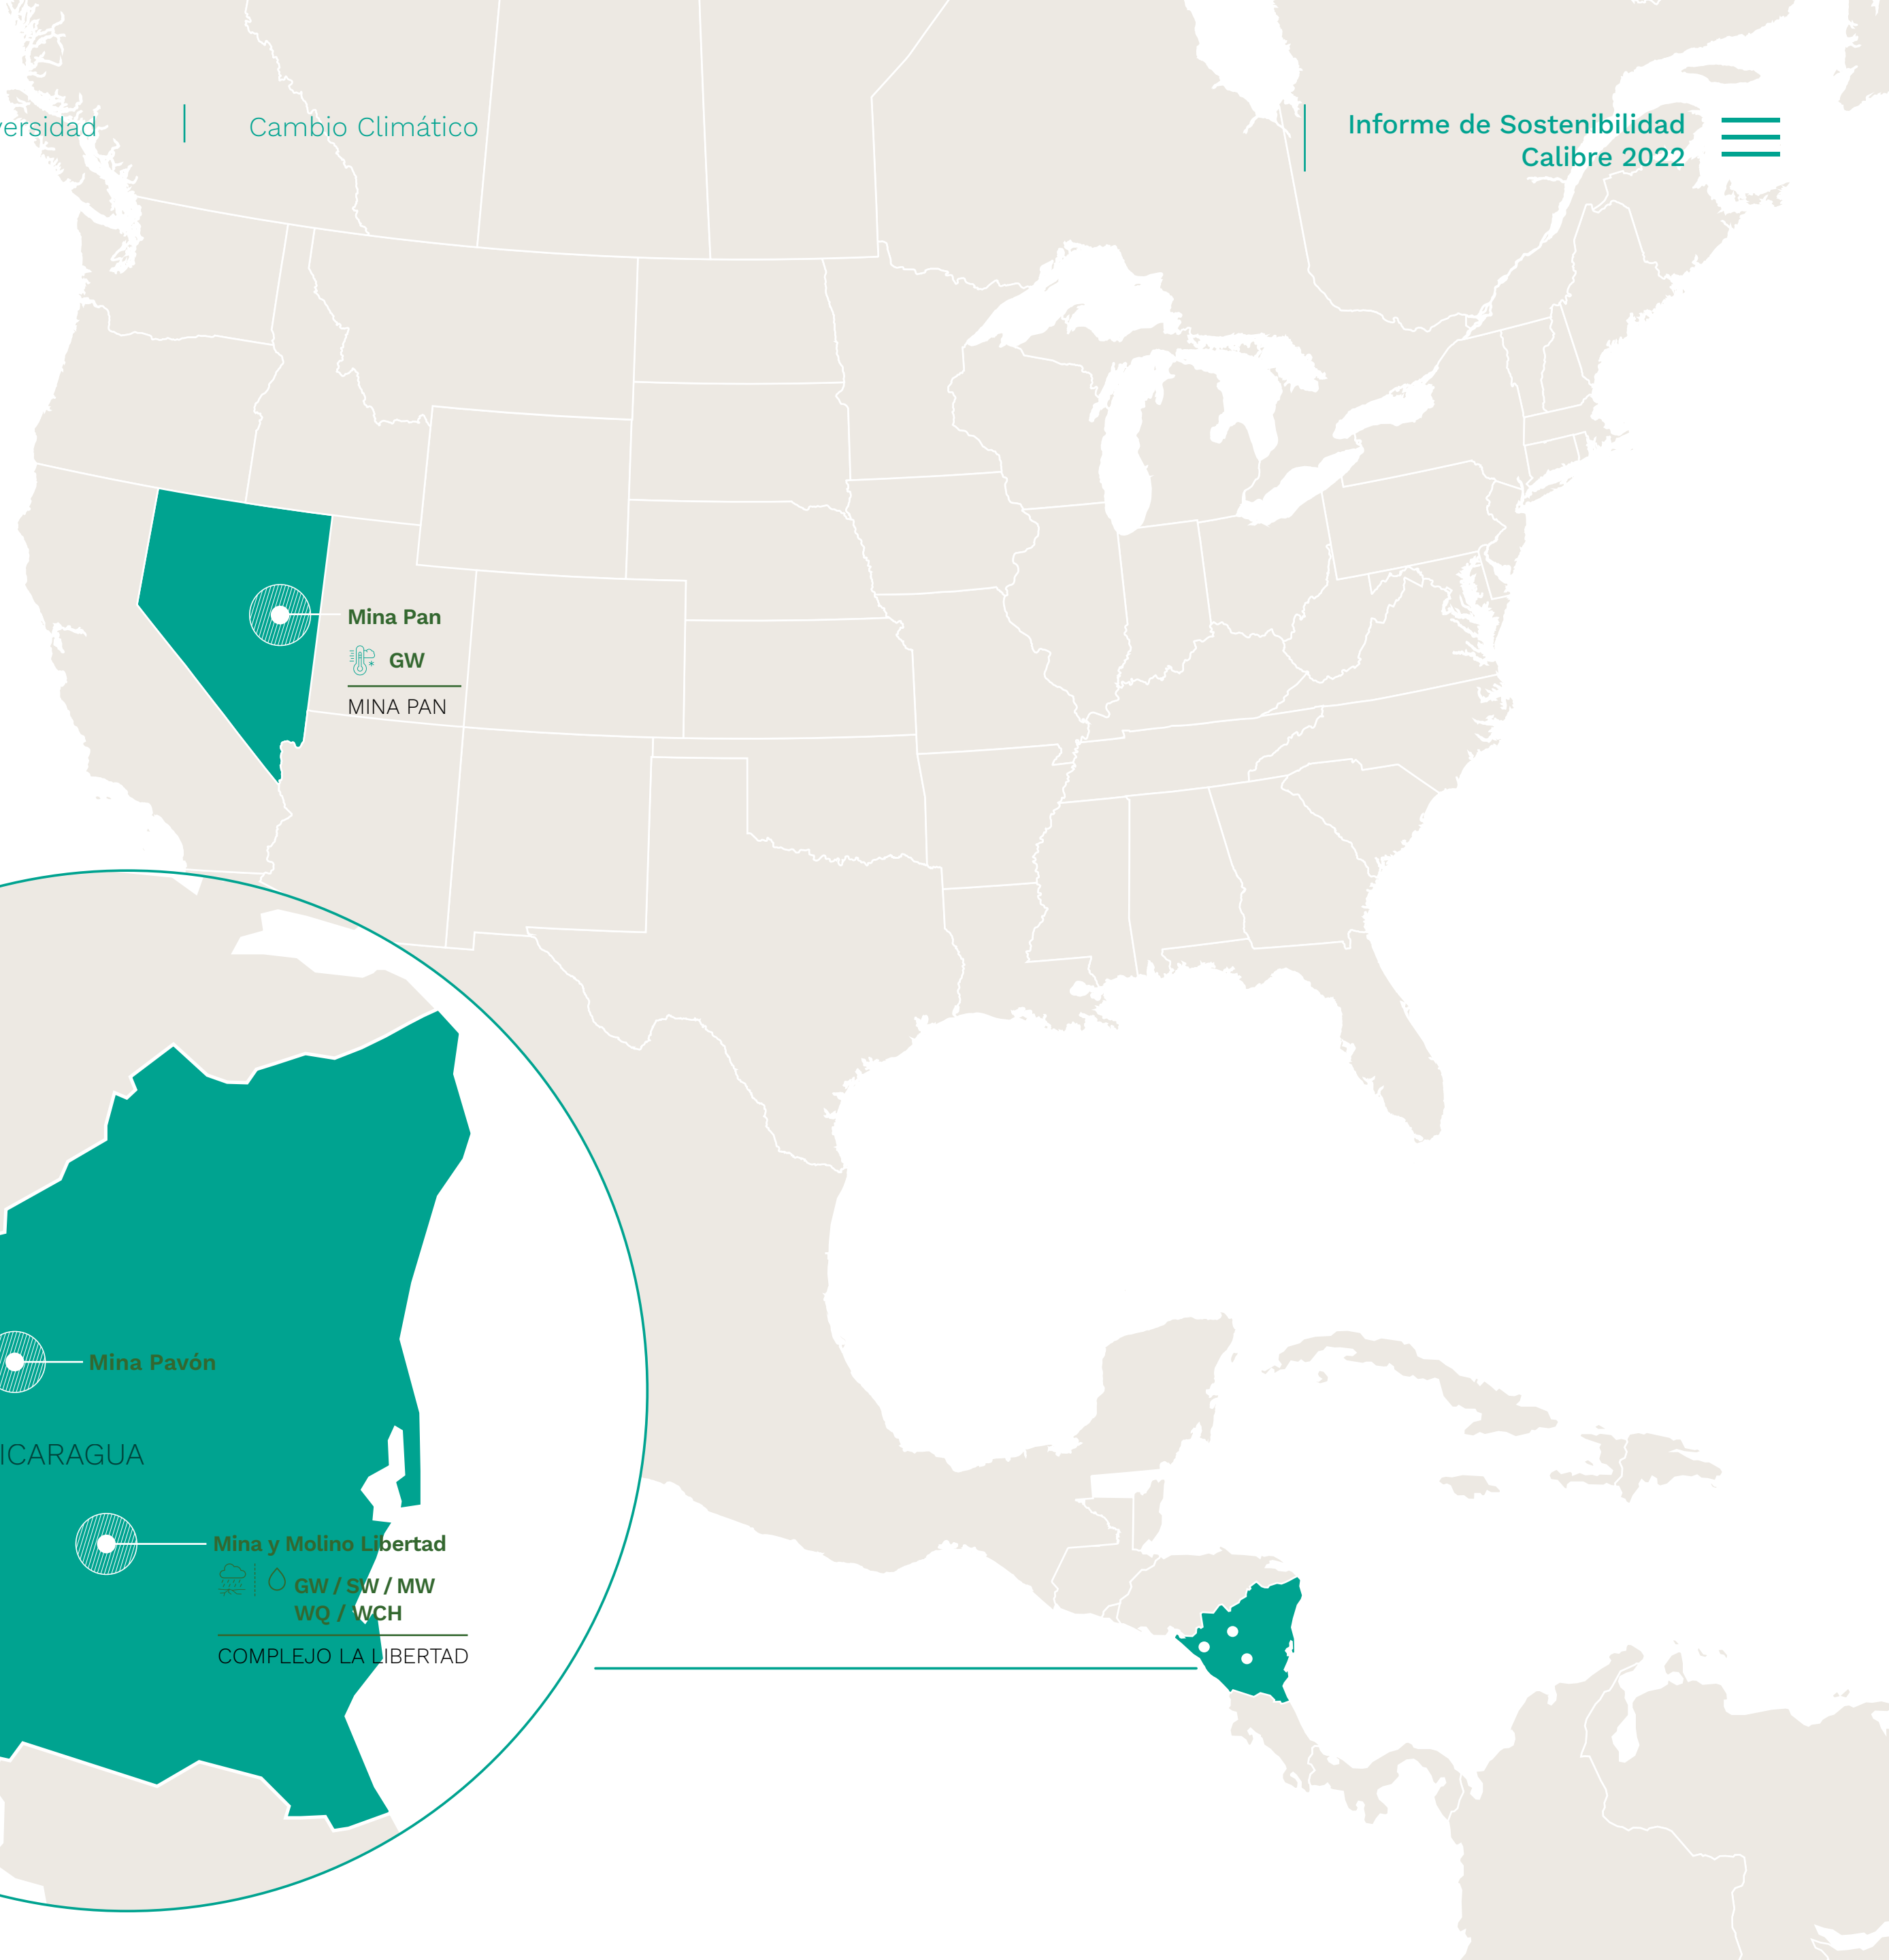 versidad
Cambio Climático
Informe de Sostenibilidad
Calibre 2022
Mina Pan
GW
MINA PAN
Mina Pavón
ICARAGUA
Mina y Molino Libertad
GW / SW / MW
WQ / WCH
COMPLEJO LA LIBERTAD